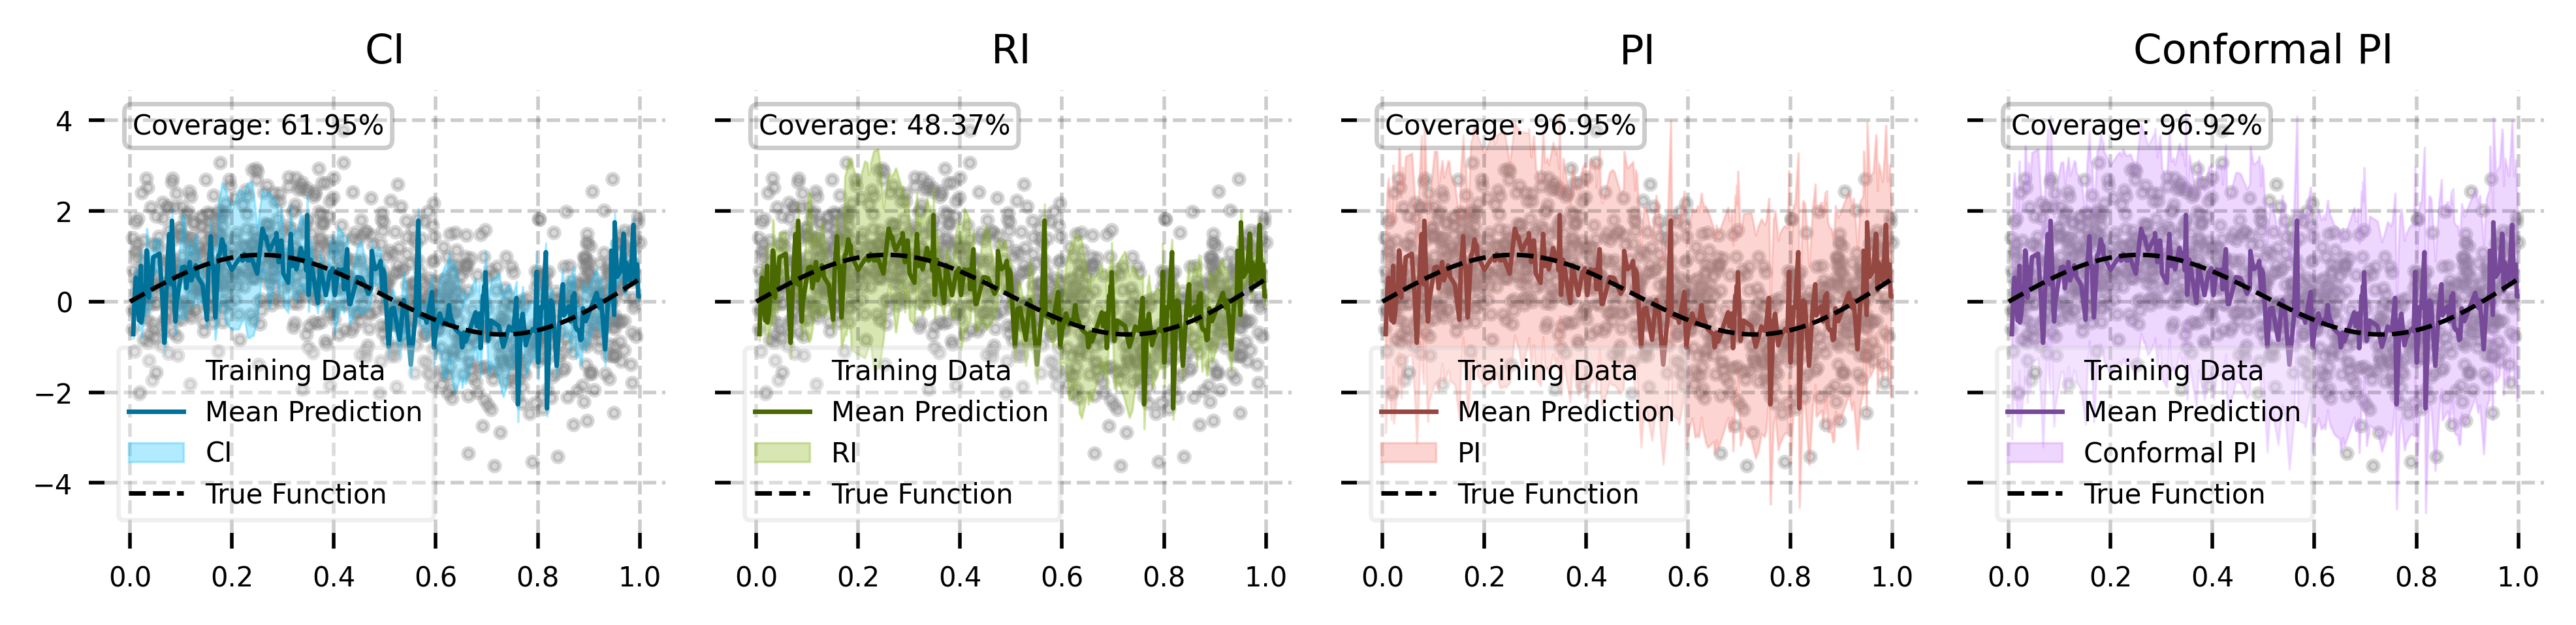 CI
RI
PI
Conformal PI
Coverage: 61.95%
Coverage: 48.37%
Coverage: 96.95%
Coverage: 96.92%
4
2
0
−2
−4
Training Data
Mean Prediction
CI
True Function
Training Data
Mean Prediction
RI
True Function
Training Data
Mean Prediction
PI
True Function
Training Data
Mean Prediction
Conformal PI
True Function
0.0 0.2 0.4 0.6 0.8 1.0
0.0 0.2 0.4 0.6 0.8 1.0
0.0 0.2 0.4 0.6 0.8 1.0
0.0 0.2 0.4 0.6 0.8 1.0